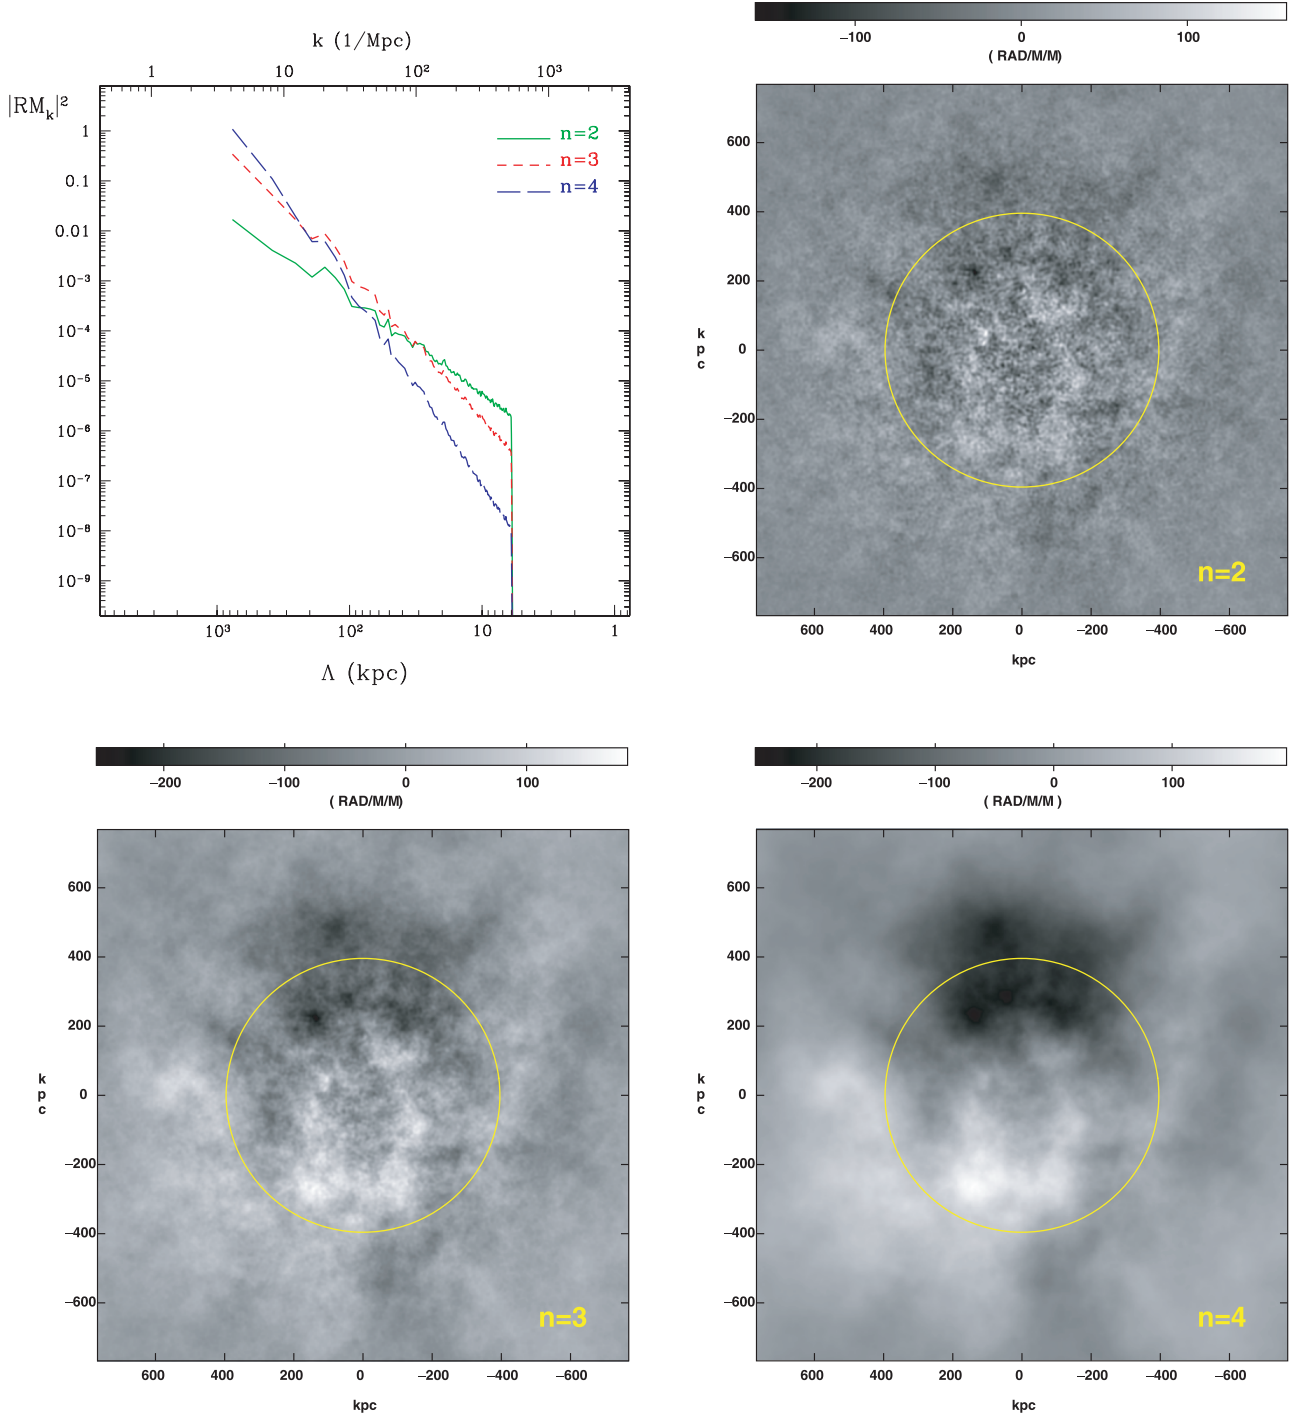 k (1/Mpc)
1 10 10² 10³
|RMₖ|²
1
0.1
0.01
10⁻³
10⁻⁴
10⁻⁵
10⁻⁶
10⁻⁷
10⁻⁸
10⁻⁹
n=2
n=3
n=4
10³ 10² 10 1
Λ (kpc)
−100 0 100
( RAD/M/M)
600
400
200
0
−200
−400
−600
k
p
c
n=2
600 400 200 0 −200 −400 −600
kpc
−200 −100 0 100
( RAD/M/M)
600
400
200
0
−200
−400
−600
k
p
c
n=3
600 400 200 0 −200 −400 −600
kpc
−200 −100 0 100
( RAD/M/M )
600
400
200
0
−200
−400
−600
k
p
c
n=4
600 400 200 0 −200 −400 −600
kpc